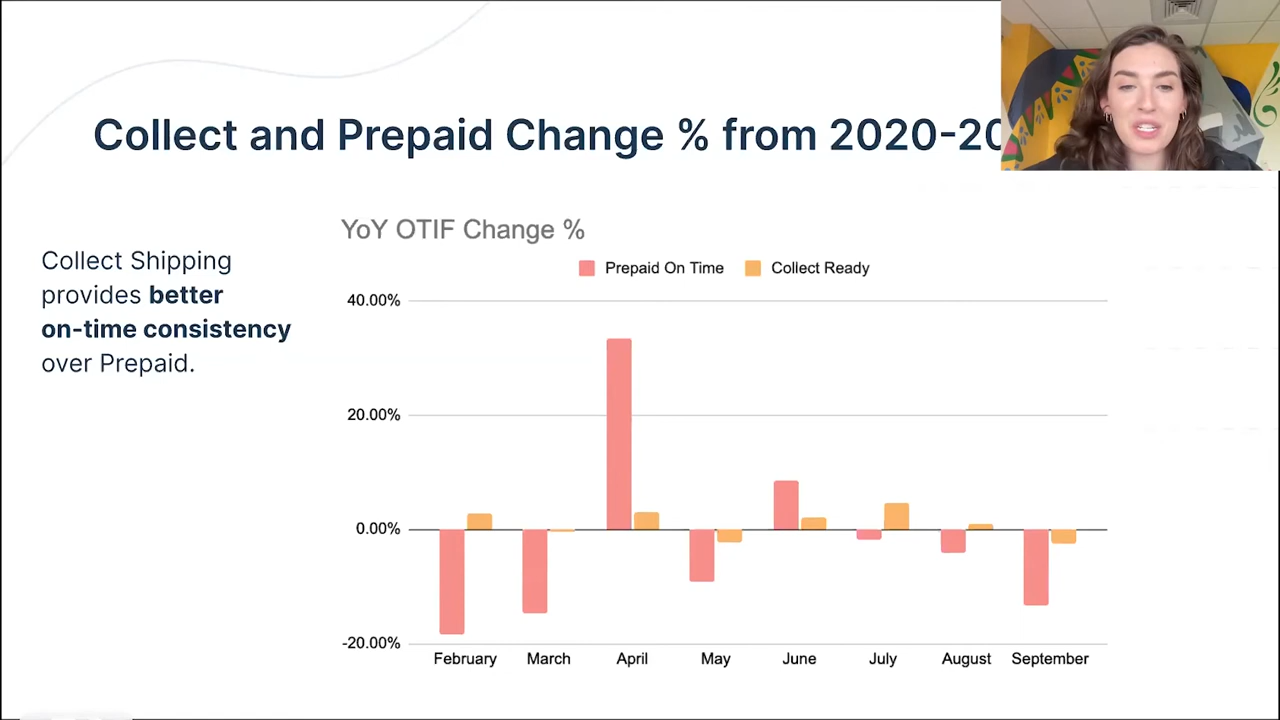 Collect and Prepaid Change % from 2020-20
Collect Shipping
provides better
on-time consistency
over Prepaid.
YoY OTIF Change %
Prepaid On Time
Collect Ready
40.00%
20.00%
0.00%
-20.00%
February March April May June July August September